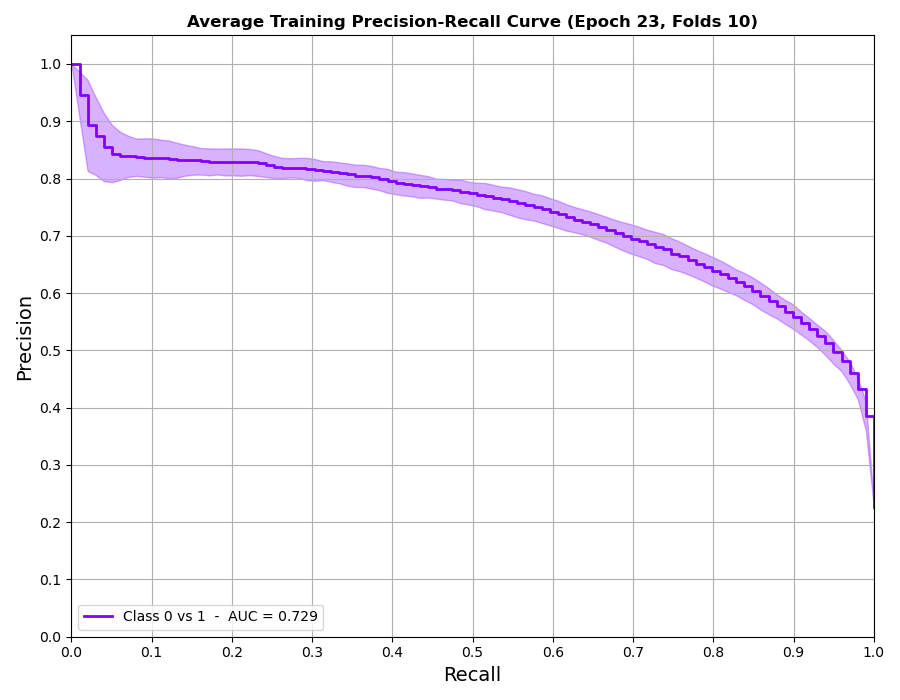 Average Training Precision-Recall Curve (Epoch 23, Folds 10)
Precision
1.0
0.9
0.8
0.7
0.6
0.5
0.4
0.3
0.2
0.1
0.0
Class 0 vs 1 - AUC = 0.729
0.0 0.1 0.2 0.3 0.4 0.5 0.6 0.7 0.8 0.9 1.0
Recall